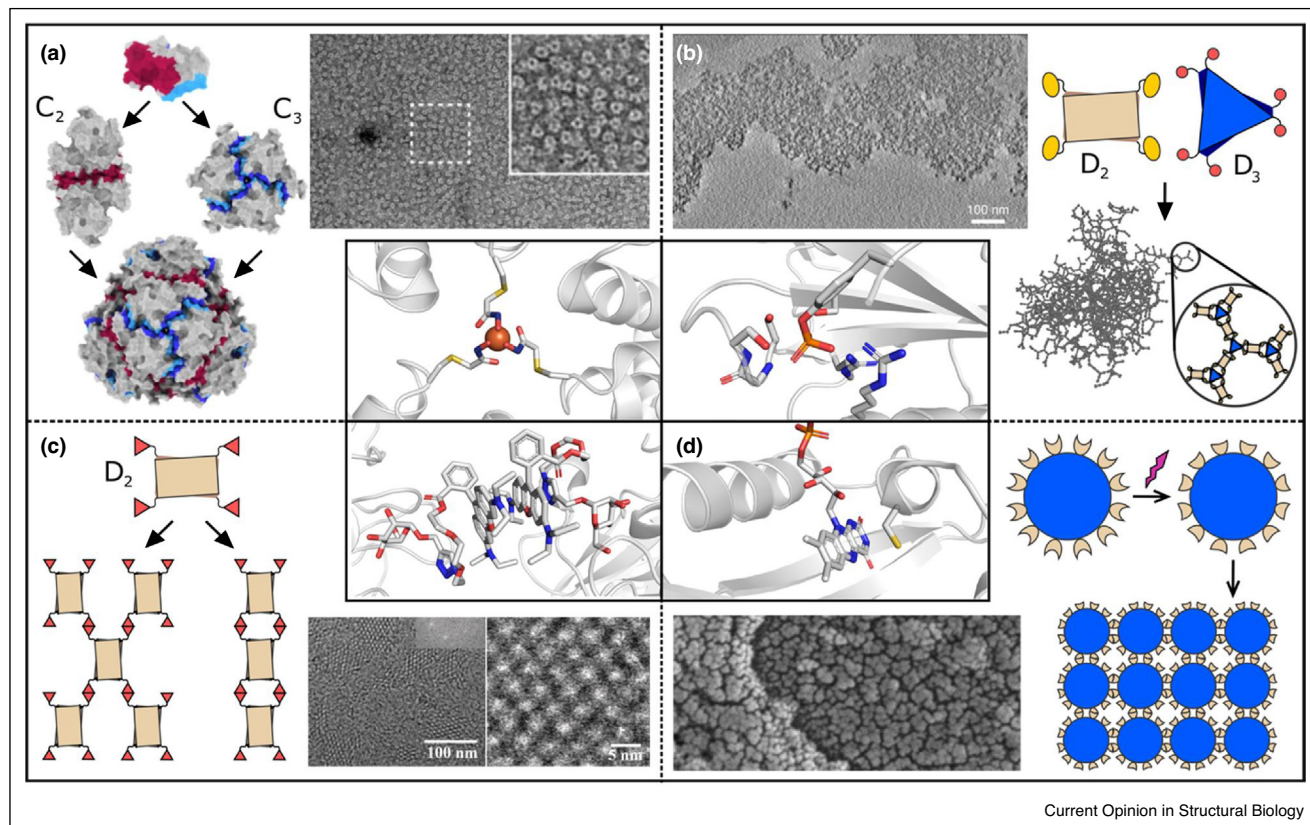 (a)
C2
C3
(b)
100 nm
D2
D3
(c)
D2
100 nm
5 nm
(d)
Current Opinion in Structural Biology